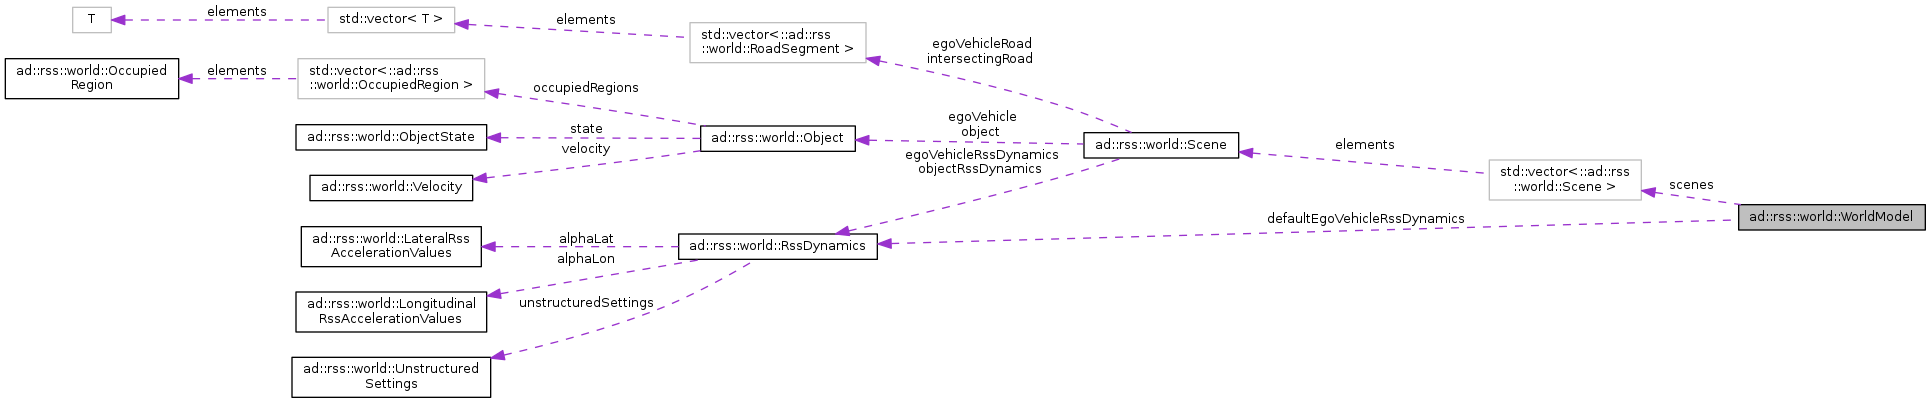 T
elements
std::vector< T >
elements
std::vector<::ad::rss
::world::RoadSegment >
egoVehicleRoad
intersectingRoad
ad::rss::world::Occupied
Region
elements
std::vector<::ad::rss
::world::OccupiedRegion >
occupiedRegions
ad::rss::world::ObjectState
state
velocity
ad::rss::world::Velocity
ad::rss::world::Object
egoVehicle
object
egoVehicleRssDynamics
objectRssDynamics
ad::rss::world::Scene
elements
std::vector<::ad::rss
::world::Scene >
scenes
ad::rss::world::WorldModel
defaultEgoVehicleRssDynamics
ad::rss::world::LateralRss
AccelerationValues
alphaLat
alphaLon
ad::rss::world::RssDynamics
ad::rss::world::Longitudinal
RssAccelerationValues
unstructuredSettings
ad::rss::world::Unstructured
Settings